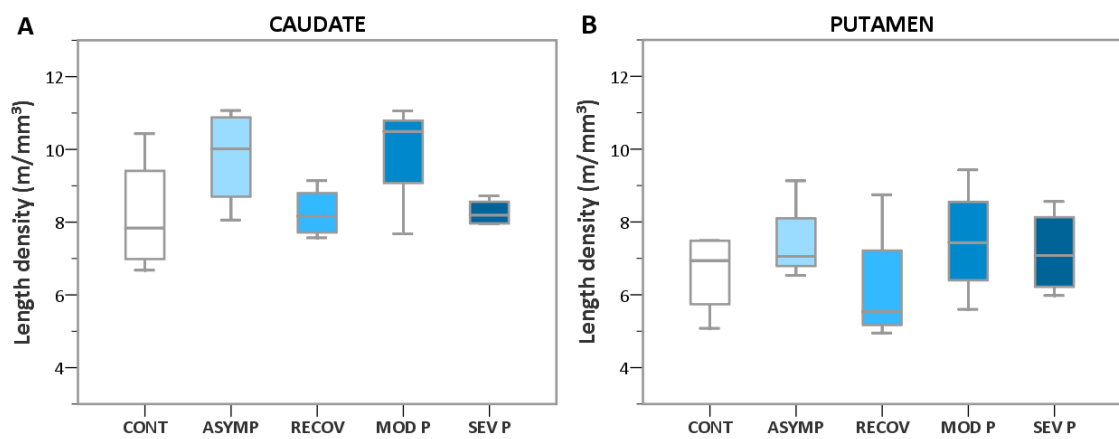 A
CAUDATE
Length density (m/mm³)
12
10
8
6
4
CONT ASYMP RECOV MOD P SEV P
B
PUTAMEN
Length density (m/mm³)
12
10
8
6
4
CONT ASYMP RECOV MOD P SEV P